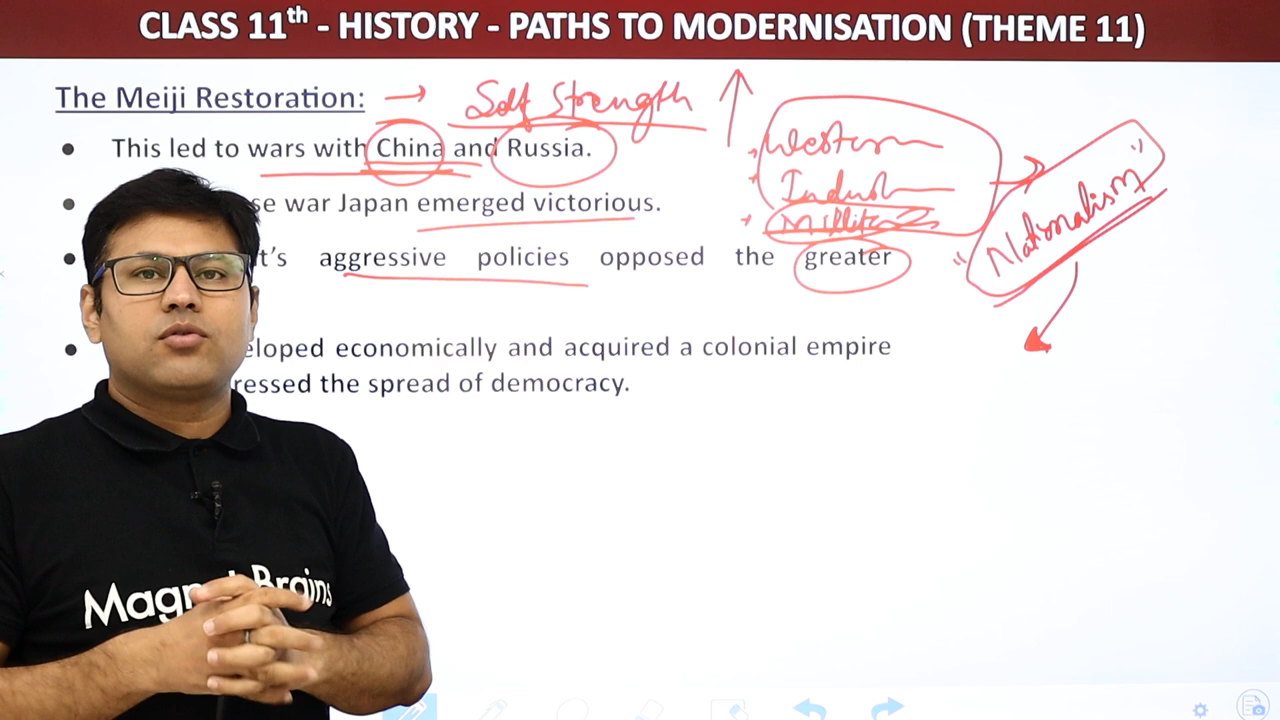 CLASS 11th - HISTORY - PATHS TO MODERNISATION (THEME 11)
The Meiji Restoration: → Self Strength
This led to wars with China and Russia.
se war Japan emerged victorious.
t's aggressive policies opposed the greater
eloped economically and acquired a colonial empire
ressed the spread of democracy.
Western
Indust
"Nationalism"
Magn Brains